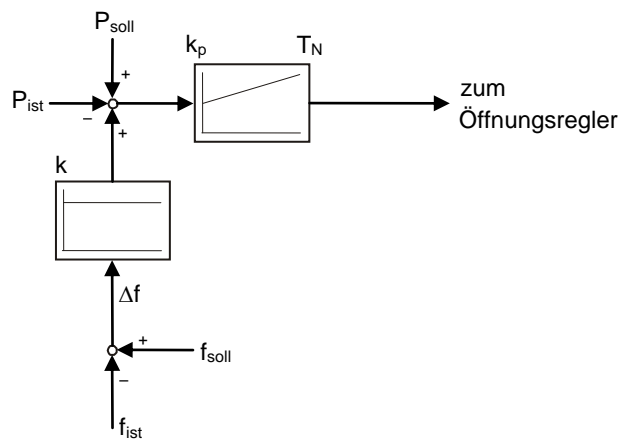 P_soll
k_p T_N
+
P_ist
−
+
zum
Öffnungsregler
k
Δf
+
f_soll
−
f_ist